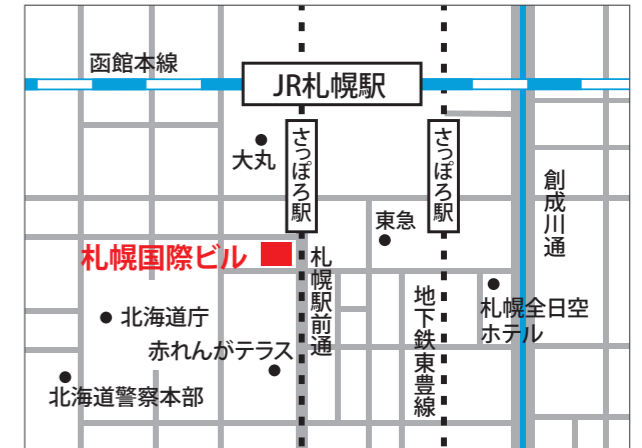 函館本線
JR札幌駅
大丸
さっぽろ駅
さっぽろ駅
創成川通
東急
札幌国際ビル
札幌駅前通
地下鉄東豊線
札幌全日空
ホテル
北海道庁
赤れんがテラス
北海道警察本部